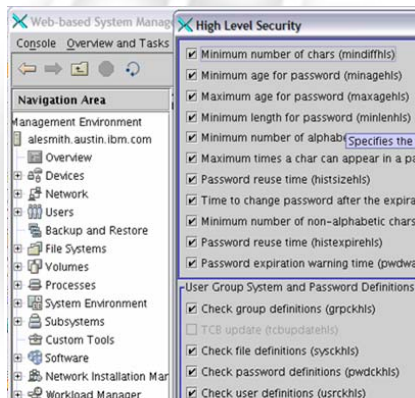 Web-based System Manag
Console Overview and Tasks
Navigation Area
Management Environment
alesmith.austin.ibm.com
Overview
Devices
Network
Users
Backup and Restore
File Systems
Volumes
Processes
System Environment
Subsystems
Custom Tools
Software
Network Installation Mar
Workload Manager
High Level Security
Minimum number of chars (mindiffhls)
Minimum age for password (minagehls)
Maximum age for password (maxagehls)
Minimum length for password (minlenhls)
Minimum number of alphabe
Specifies the
Maximum times a char can appear in a pa
Password reuse time (histsizehls)
Time to change password after the expira
Minimum number of non-alphabetic chars
Password reuse time (histexpirehls)
Password expiration warning time (pwdwa
User Group System and Password Definitions
Check group definitions (grpckhls)
TCB update (tcbupdatehls)
Check file definitions (sysckhls)
Check password definitions (pwdckhls)
Check user definitions (usrckhls)